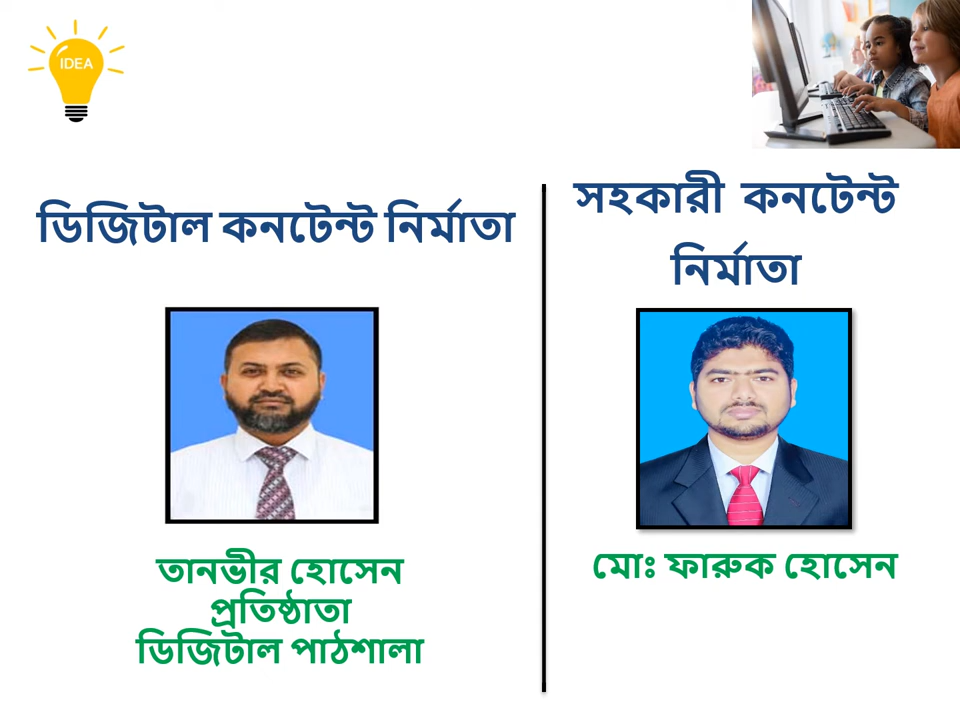 IDEA
ডিজিটাল কনটেন্ট নির্মাতা
তানভীর হোসেন
প্রতিষ্ঠাতা
ডিজিটাল পাঠশালা
সহকারী কনটেন্ট
নির্মাতা
মোঃ ফারুক হোসেন